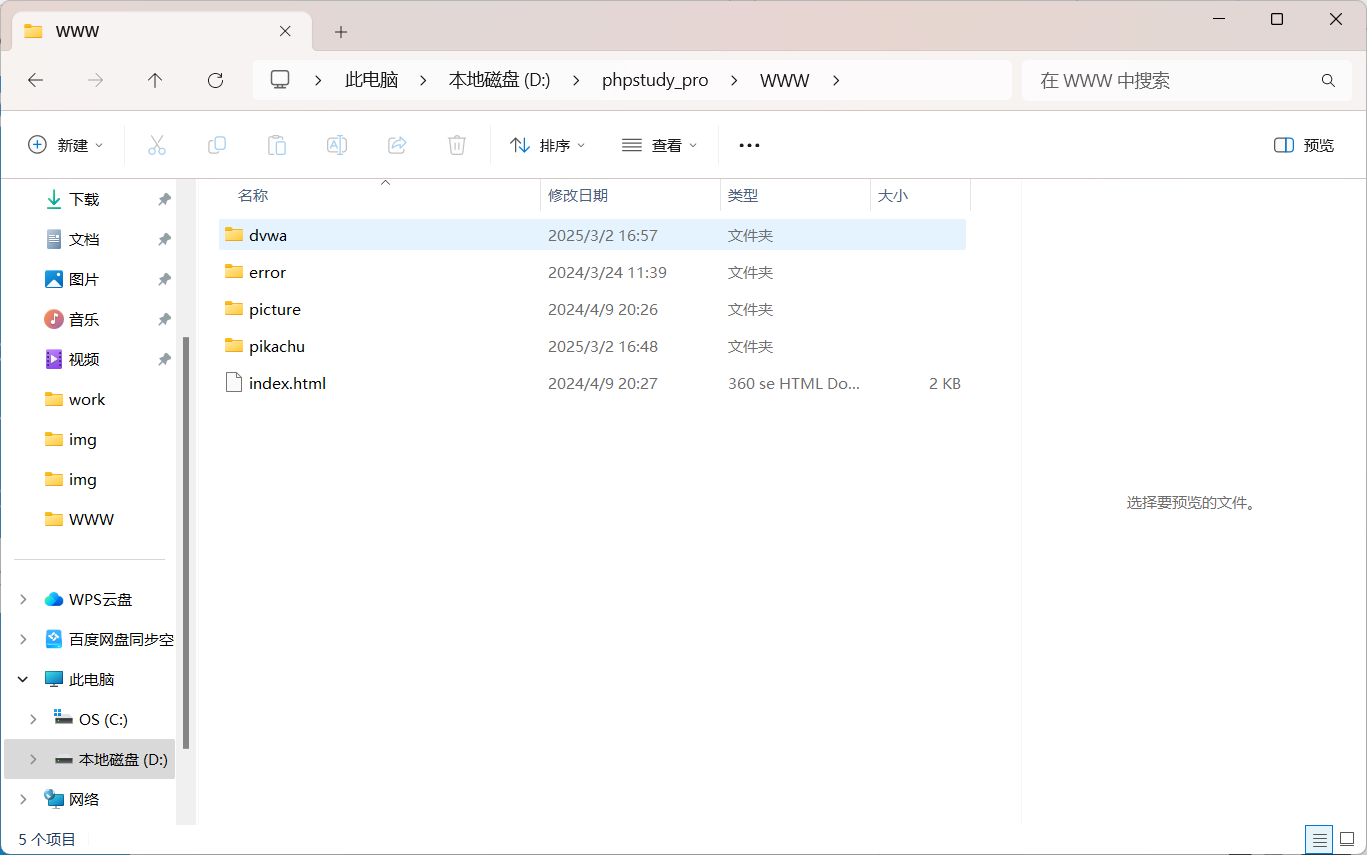 WWW
此电脑 本地磁盘 (D:) phpstudy_pro WWW
在 WWW 中搜索
新建 排序 查看 预览
下载
文档
图片
音乐
视频
work
img
img
WWW
WPS云盘
百度网盘同步空
此电脑
OS (C:)
本地磁盘 (D:)
网络
名称 修改日期 类型 大小
dvwa 2025/3/2 16:57 文件夹
error 2024/3/24 11:39 文件夹
picture 2024/4/9 20:26 文件夹
pikachu 2025/3/2 16:48 文件夹
index.html 2024/4/9 20:27 360 se HTML Do... 2 KB
选择要预览的文件。
5 个项目